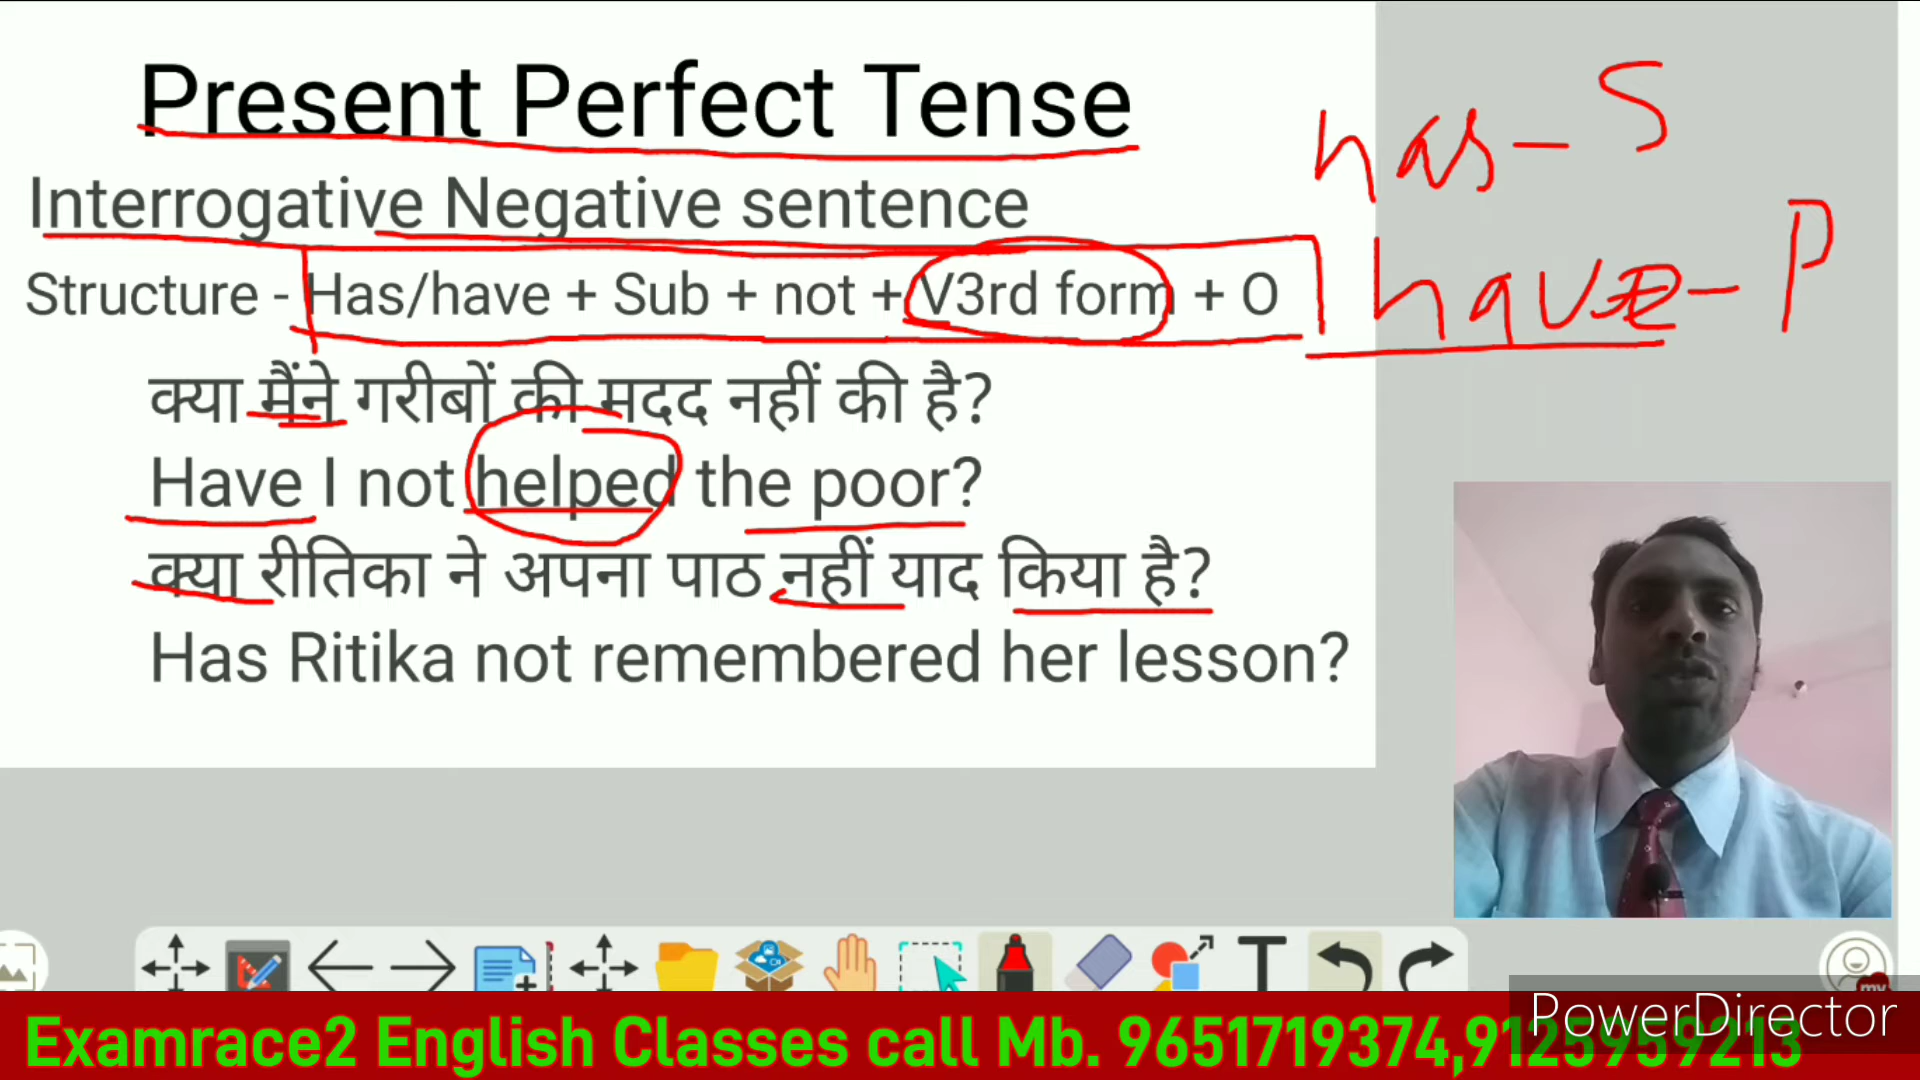 Present Perfect Tense
has - S
Interrogative Negative sentence
have - P
Structure - Has/have + Sub + not + V3rd form + O
क्या मैंने गरीबों की मदद नहीं की है?
Have I not helped the poor?
क्या रीतिका ने अपना पाठ नहीं याद किया है?
Has Ritika not remembered her lesson?
T
my
PowerDirector
Examrace2 English Classes call Mb. 9651719374,9125959213